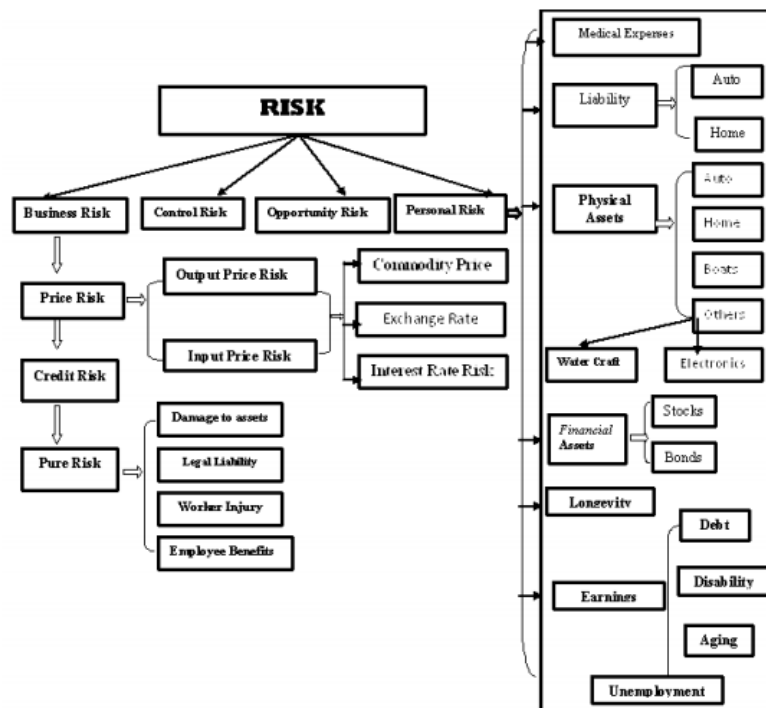 RISK
Business Risk
Control Risk
Opportunity Risk
Personal Risk
Price Risk
Output Price Risk
Input Price Risk
Commodity Price
Exchange Rate
Interest Rate Risk
Credit Risk
Pure Risk
Damage to assets
Legal Liability
Worker Injury
Employee Benefits
Medical Expenses
Liability
Auto
Home
Physical
Assets
Auto
Home
Boats
Others
Water Craft
Electronics
Financial
Assets
Stocks
Bonds
Longevity
Earnings
Debt
Disability
Aging
Unemployment